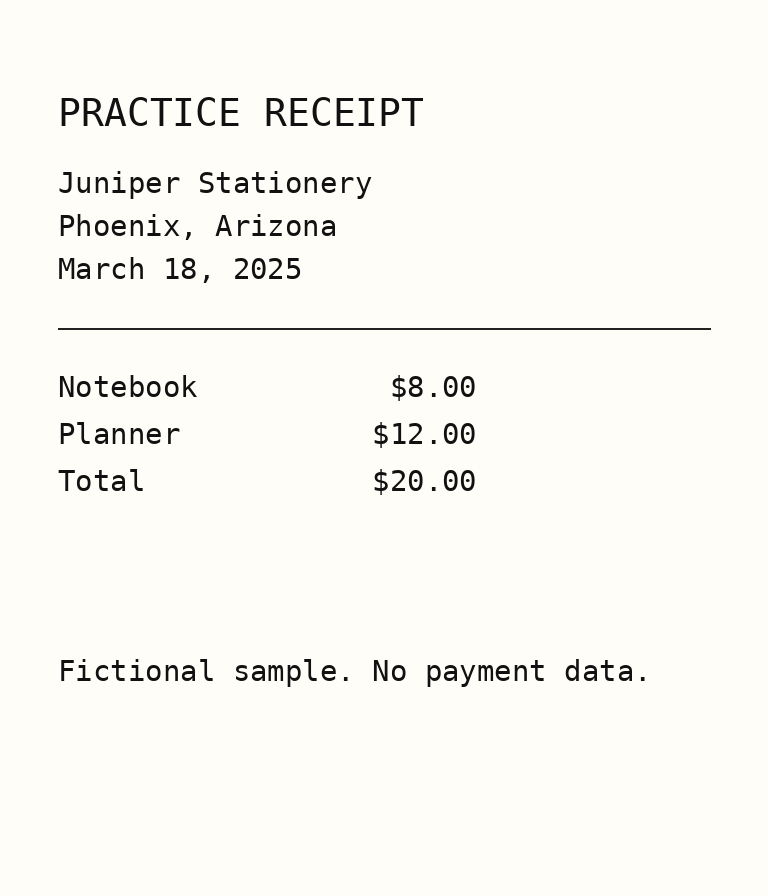 PRACTICE RECEIPT
Juniper Stationery
Phoenix, Arizona
March 18, 2025
Notebook $8.00
Planner $12.00
Total $20.00
Fictional sample. No payment data.